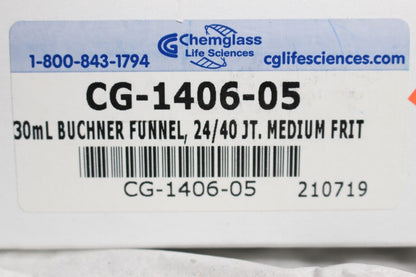 Chemglass
Life Sciences
1-800-843-1794
cglifesciences.com
CG-1406-05
30mL BUCHNER FUNNEL, 24/40 JT. MEDIUM FRIT
CG-1406-05 210719